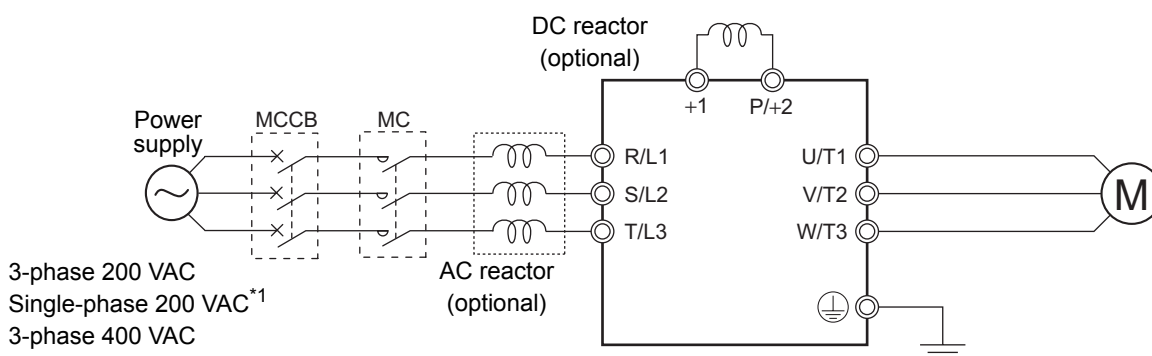 DC reactor
(optional)
+1
P/+2
Power
supply
MCCB
MC
R/L1
S/L2
T/L3
U/T1
V/T2
W/T3
M
AC reactor
(optional)
3-phase 200 VAC
Single-phase 200 VAC*1
3-phase 400 VAC